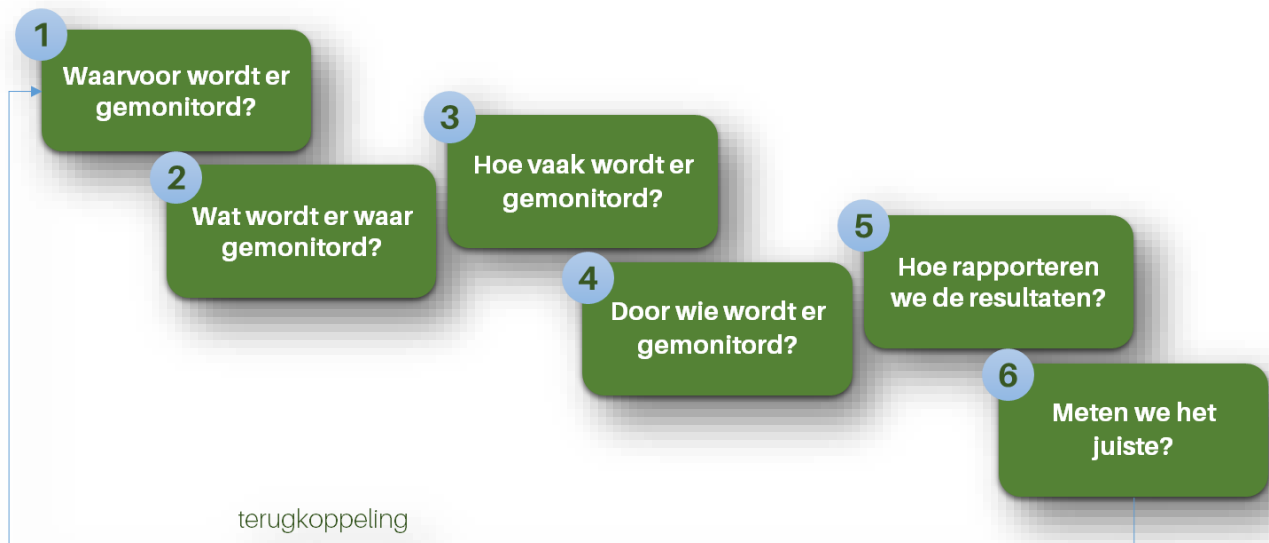 1
Waarvoor wordt er
gemonitord?
2
Wat wordt er waar
gemonitord?
3
Hoe vaak wordt er
gemonitord?
4
Door wie wordt er
gemonitord?
5
Hoe rapporteren
we de resultaten?
6
Meten we het
juiste?
terugkoppeling